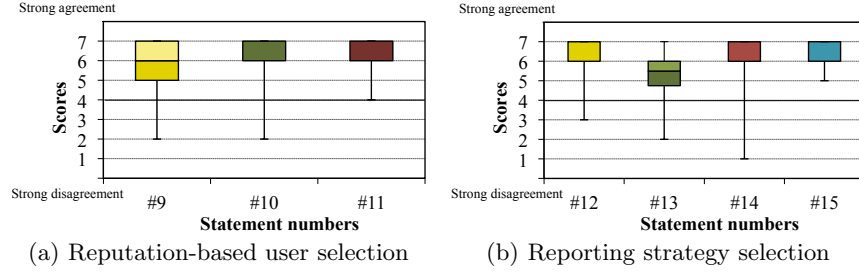 Strong agreement
7
6
5
4
3
2
1
Scores
Strong disagreement
#9 #10 #11
Statement numbers
(a) Reputation-based user selection
Strong agreement
7
6
5
4
3
2
1
Scores
Strong disagreement
#12 #13 #14 #15
Statement numbers
(b) Reporting strategy selection